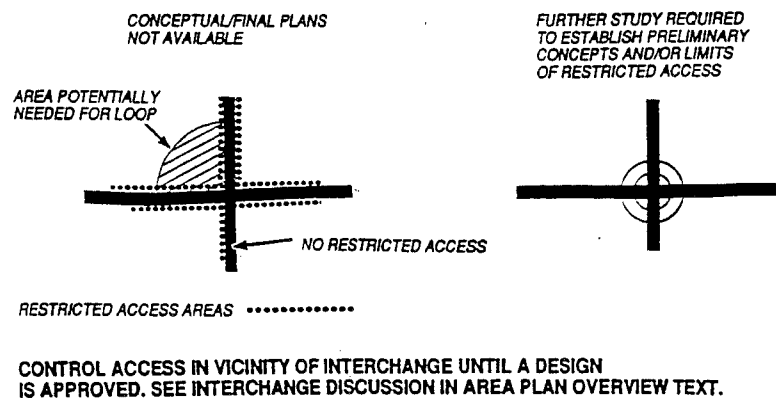 CONCEPTUAL/FINAL PLANS
NOT AVAILABLE
AREA POTENTIALLY
NEEDED FOR LOOP
NO RESTRICTED ACCESS
FURTHER STUDY REQUIRED
TO ESTABLISH PRELIMINARY
CONCEPTS AND/OR LIMITS
OF RESTRICTED ACCESS
RESTRICTED ACCESS AREAS
CONTROL ACCESS IN VICINITY OF INTERCHANGE UNTIL A DESIGN
IS APPROVED. SEE INTERCHANGE DISCUSSION IN AREA PLAN OVERVIEW TEXT.